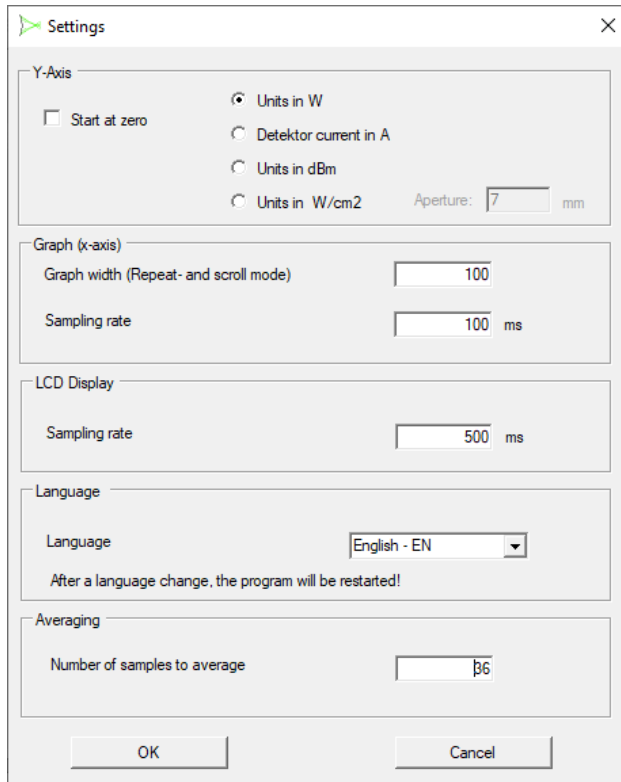 Settings
Y-Axis
Start at zero
Units in W
Detektor current in A
Units in dBm
Units in W/cm2 Aperture: 7 mm
Graph (x-axis)
Graph width (Repeat- and scroll mode) 100
Sampling rate 100 ms
LCD Display
Sampling rate 500 ms
Language
Language English - EN
After a language change, the program will be restarted!
Averaging
Number of samples to average 36
OK Cancel